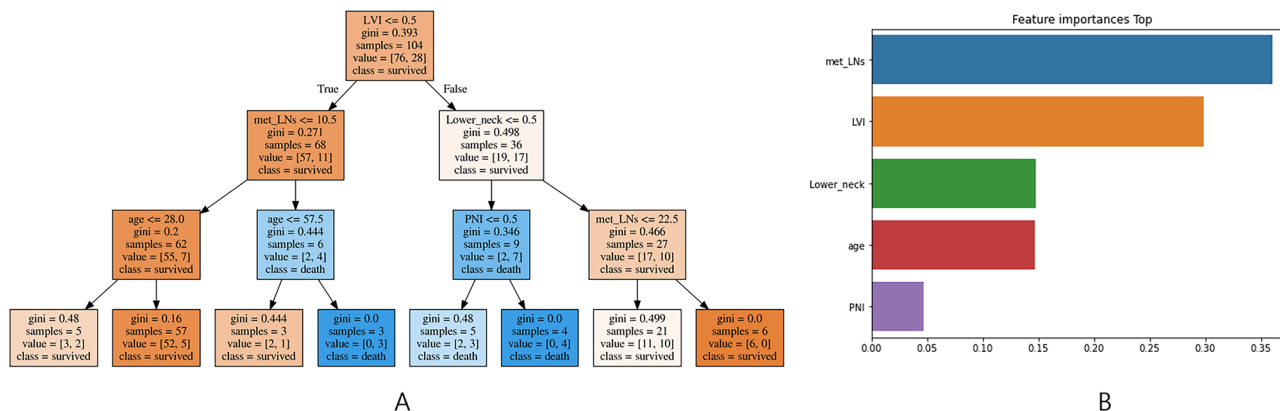 LVI <= 0.5
gini = 0.393
samples = 104
value = [76, 28]
class = survived
True
False
met_LNs <= 10.5
gini = 0.271
samples = 68
value = [57, 11]
class = survived
Lower_neck <= 0.5
gini = 0.498
samples = 36
value = [19, 17]
class = survived
age <= 28.0
gini = 0.2
samples = 62
value = [55, 7]
class = survived
age <= 57.5
gini = 0.444
samples = 6
value = [2, 4]
class = death
PNI <= 0.5
gini = 0.346
samples = 9
value = [2, 7]
class = death
met_LNs <= 22.5
gini = 0.466
samples = 27
value = [17, 10]
class = survived
gini = 0.48
samples = 5
value = [3, 2]
class = survived
gini = 0.16
samples = 57
value = [52, 5]
class = survived
gini = 0.444
samples = 3
value = [2, 1]
class = survived
gini = 0.0
samples = 3
value = [0, 3]
class = death
gini = 0.48
samples = 5
value = [2, 3]
class = death
gini = 0.0
samples = 4
value = [0, 4]
class = death
gini = 0.499
samples = 21
value = [11, 10]
class = survived
gini = 0.0
samples = 6
value = [6, 0]
class = survived
A
Feature importances Top
met_LNs
LVI
Lower_neck
age
PNI
0.00 0.05 0.10 0.15 0.20 0.25 0.30 0.35
B